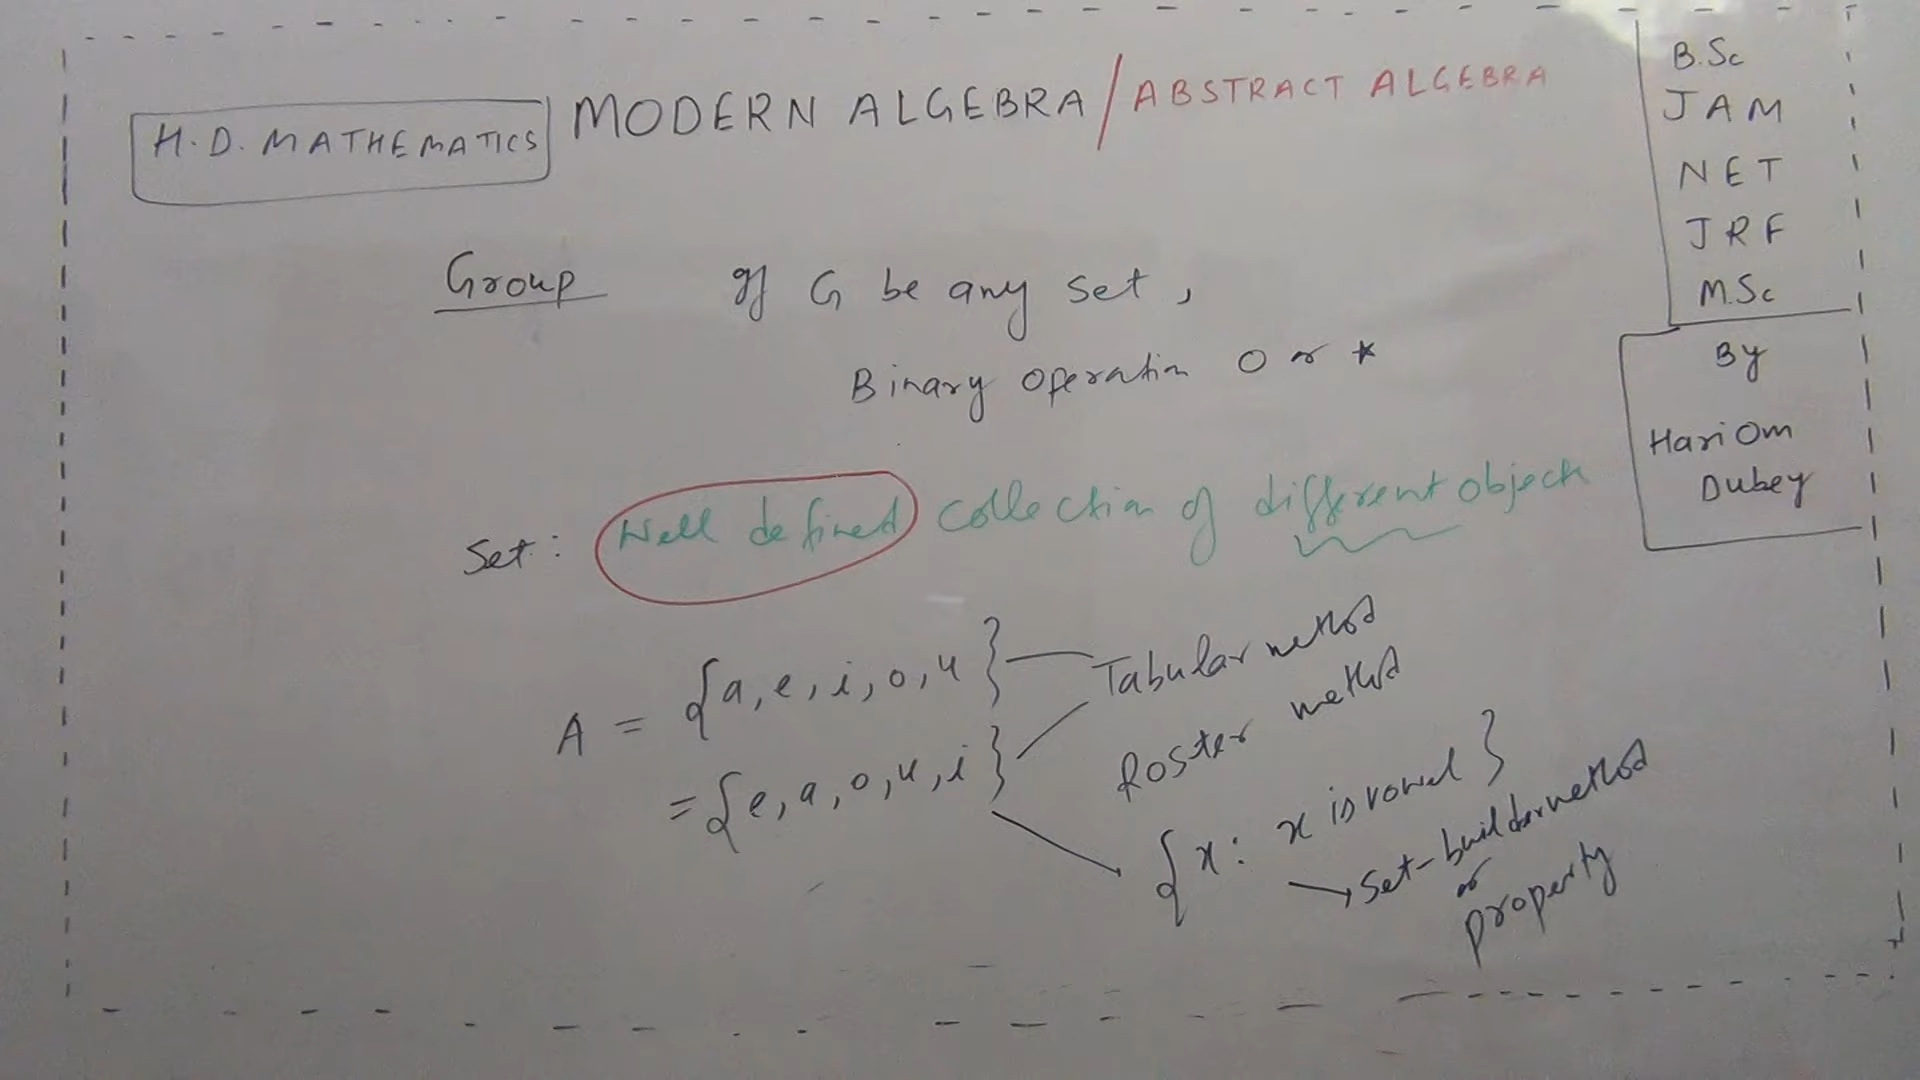 H.D. MATHEMATICS
MODERN ALGEBRA / ABSTRACT ALGEBRA
B.Sc
JAM
NET
JRF
M.Sc
By
Hari Om
Dubey
Group If G be any set,
Binary operation O or *
Set: Well defined collection of different object
A = {a, e, i, o, u} Tabular method
Roster method
= {e, a, o, u, i}
{x: x is vowel}
→ Set-builder method
or
property